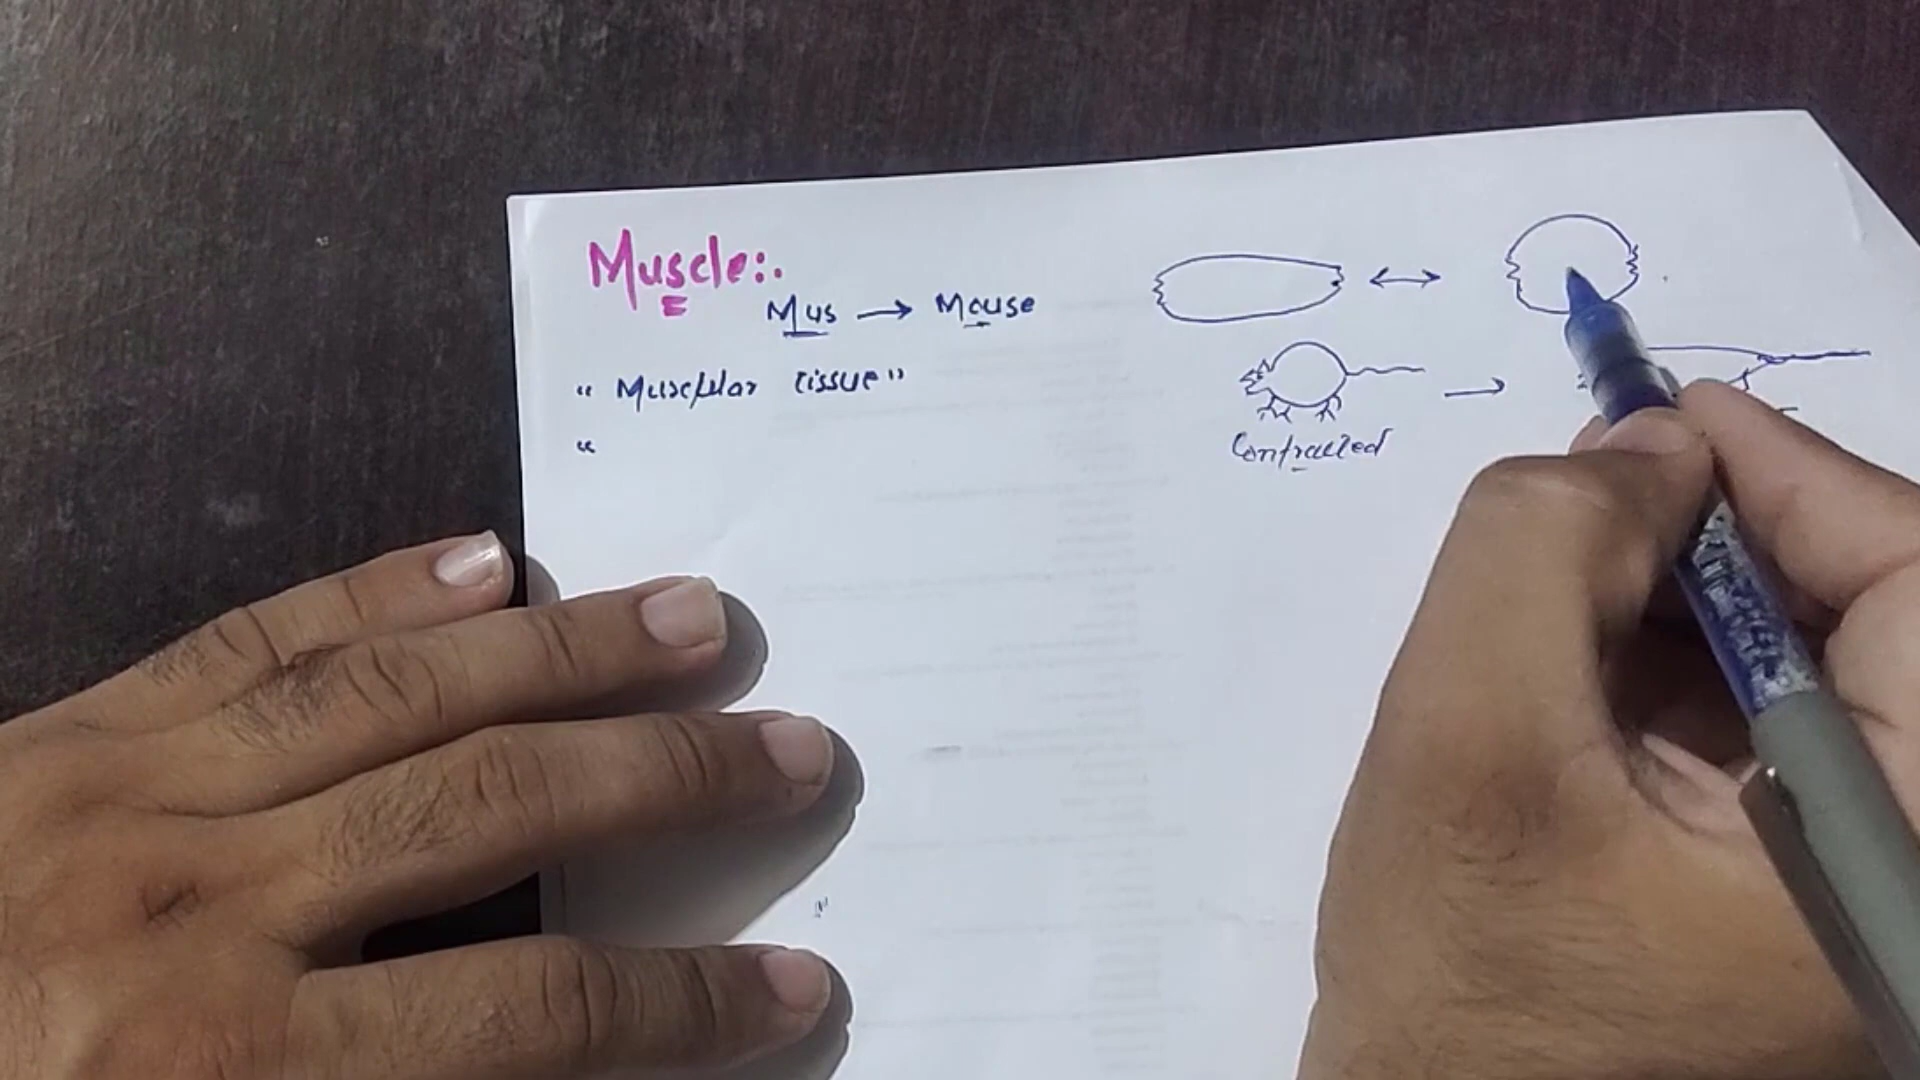 Muscle:.
Mus → Mouse
" Muscular tissue"
"
Contracted